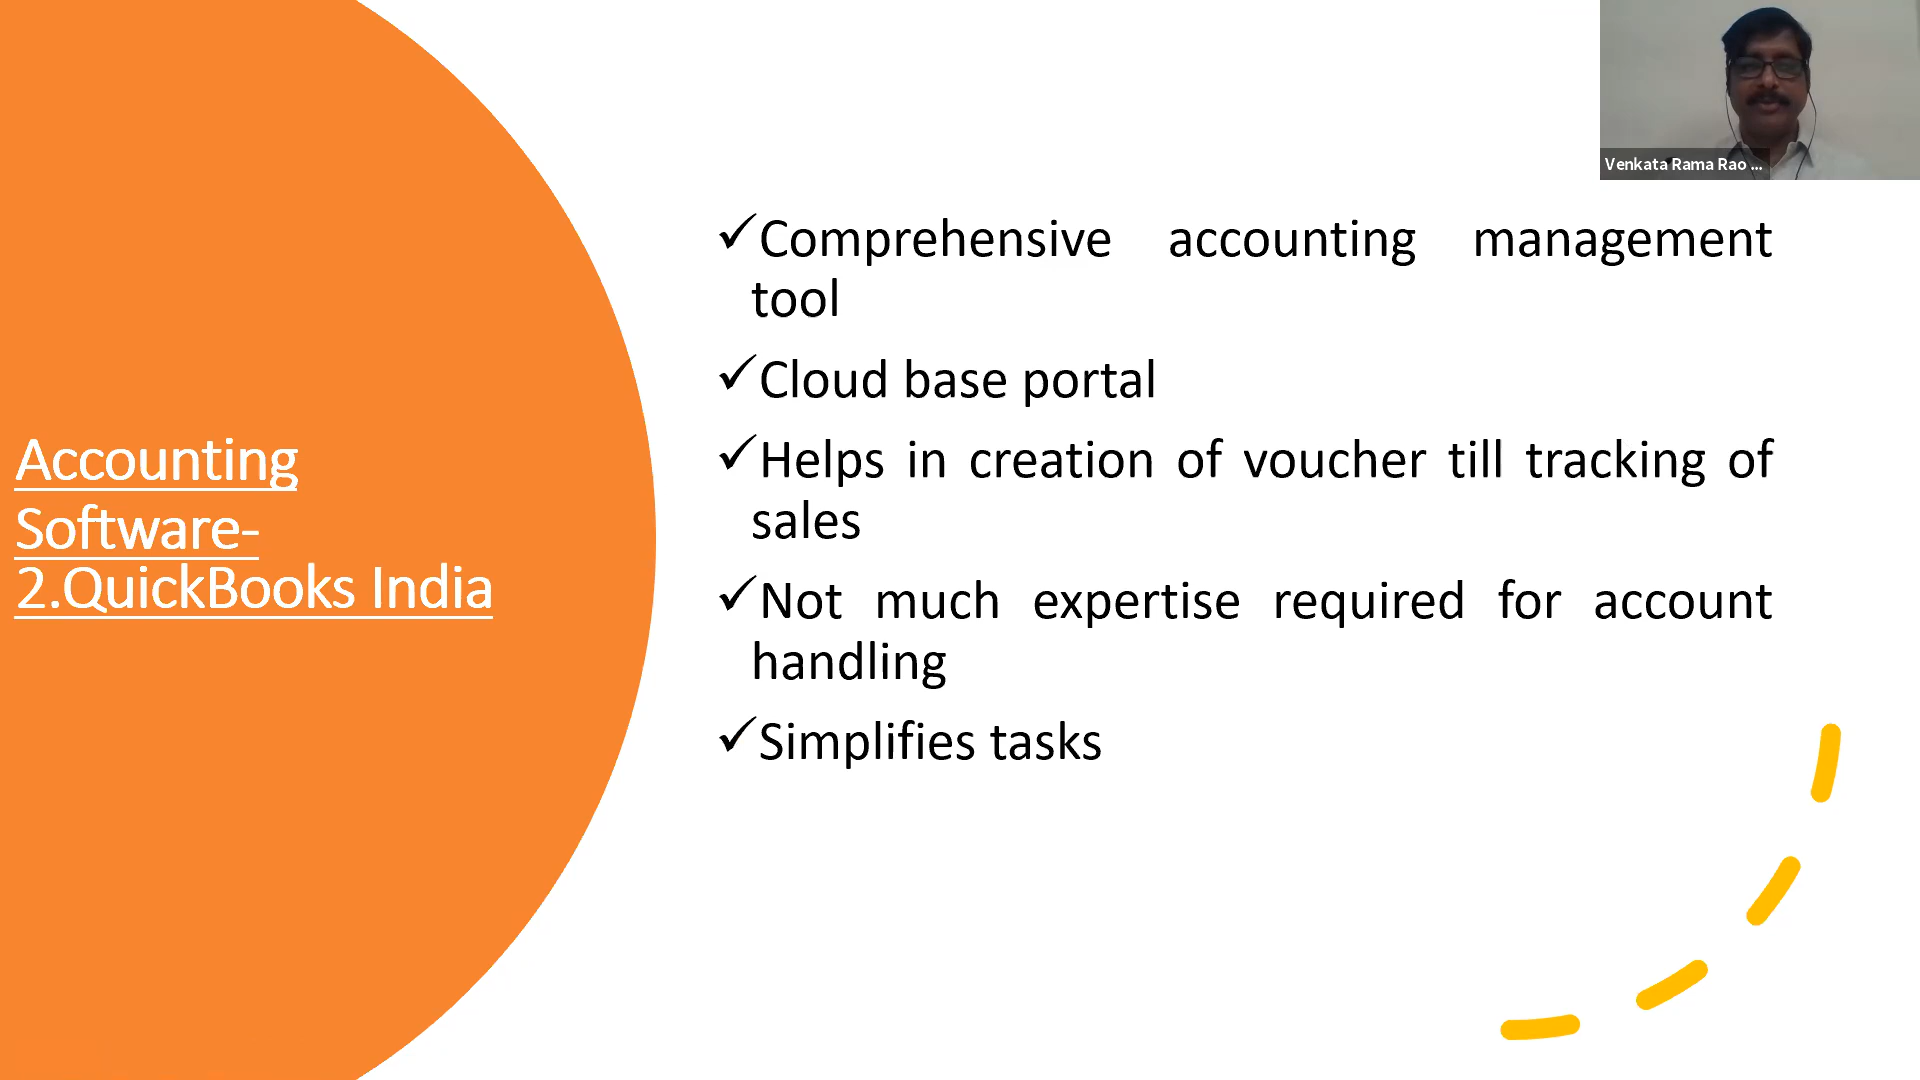 Venkata Rama Rao ...
Accounting
Software-
2.QuickBooks India
✓Comprehensive accounting management
tool
✓Cloud base portal
✓Helps in creation of voucher till tracking of
sales
✓Not much expertise required for account
handling
✓Simplifies tasks